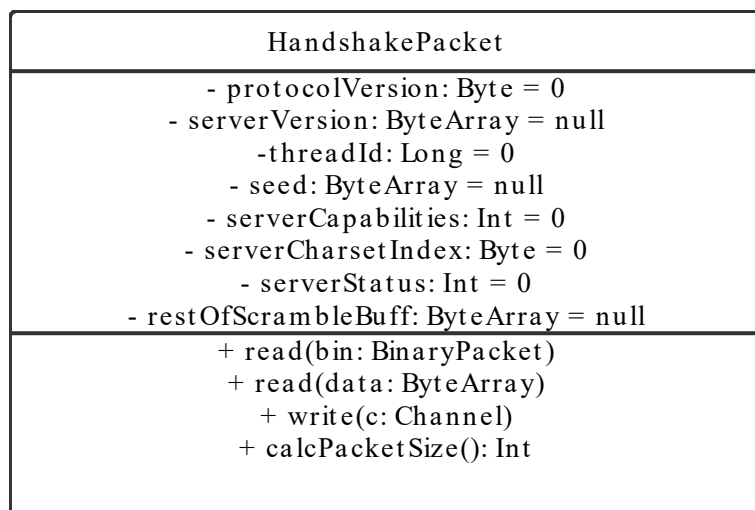 HandshakePacket
- protocolVersion: Byte = 0
- serverVersion: ByteArray = null
-threadId: Long = 0
- seed: ByteArray = null
- serverCapabilities: Int = 0
- serverCharsetIndex: Byte = 0
- serverStatus: Int = 0
- restOfScrambleBuff: ByteArray = null
+ read(bin: BinaryPacket)
+ read(data: ByteArray)
+ write(c: Channel)
+ calcPacketSize(): Int